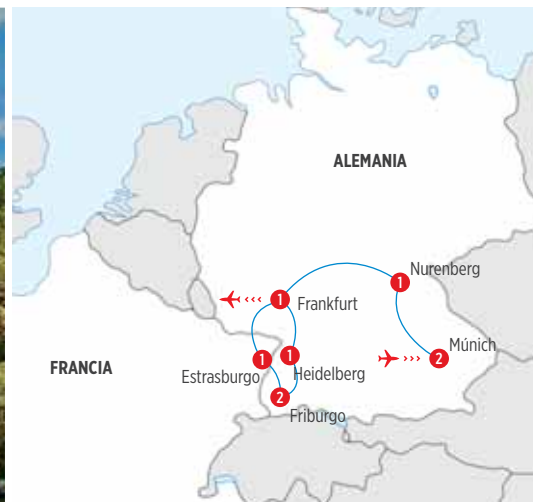 ALEMANIA
Nurenberg
1
1
Frankfurt
Múnich
2
FRANCIA
1
1
Estrasburgo
Heidelberg
2
Friburgo